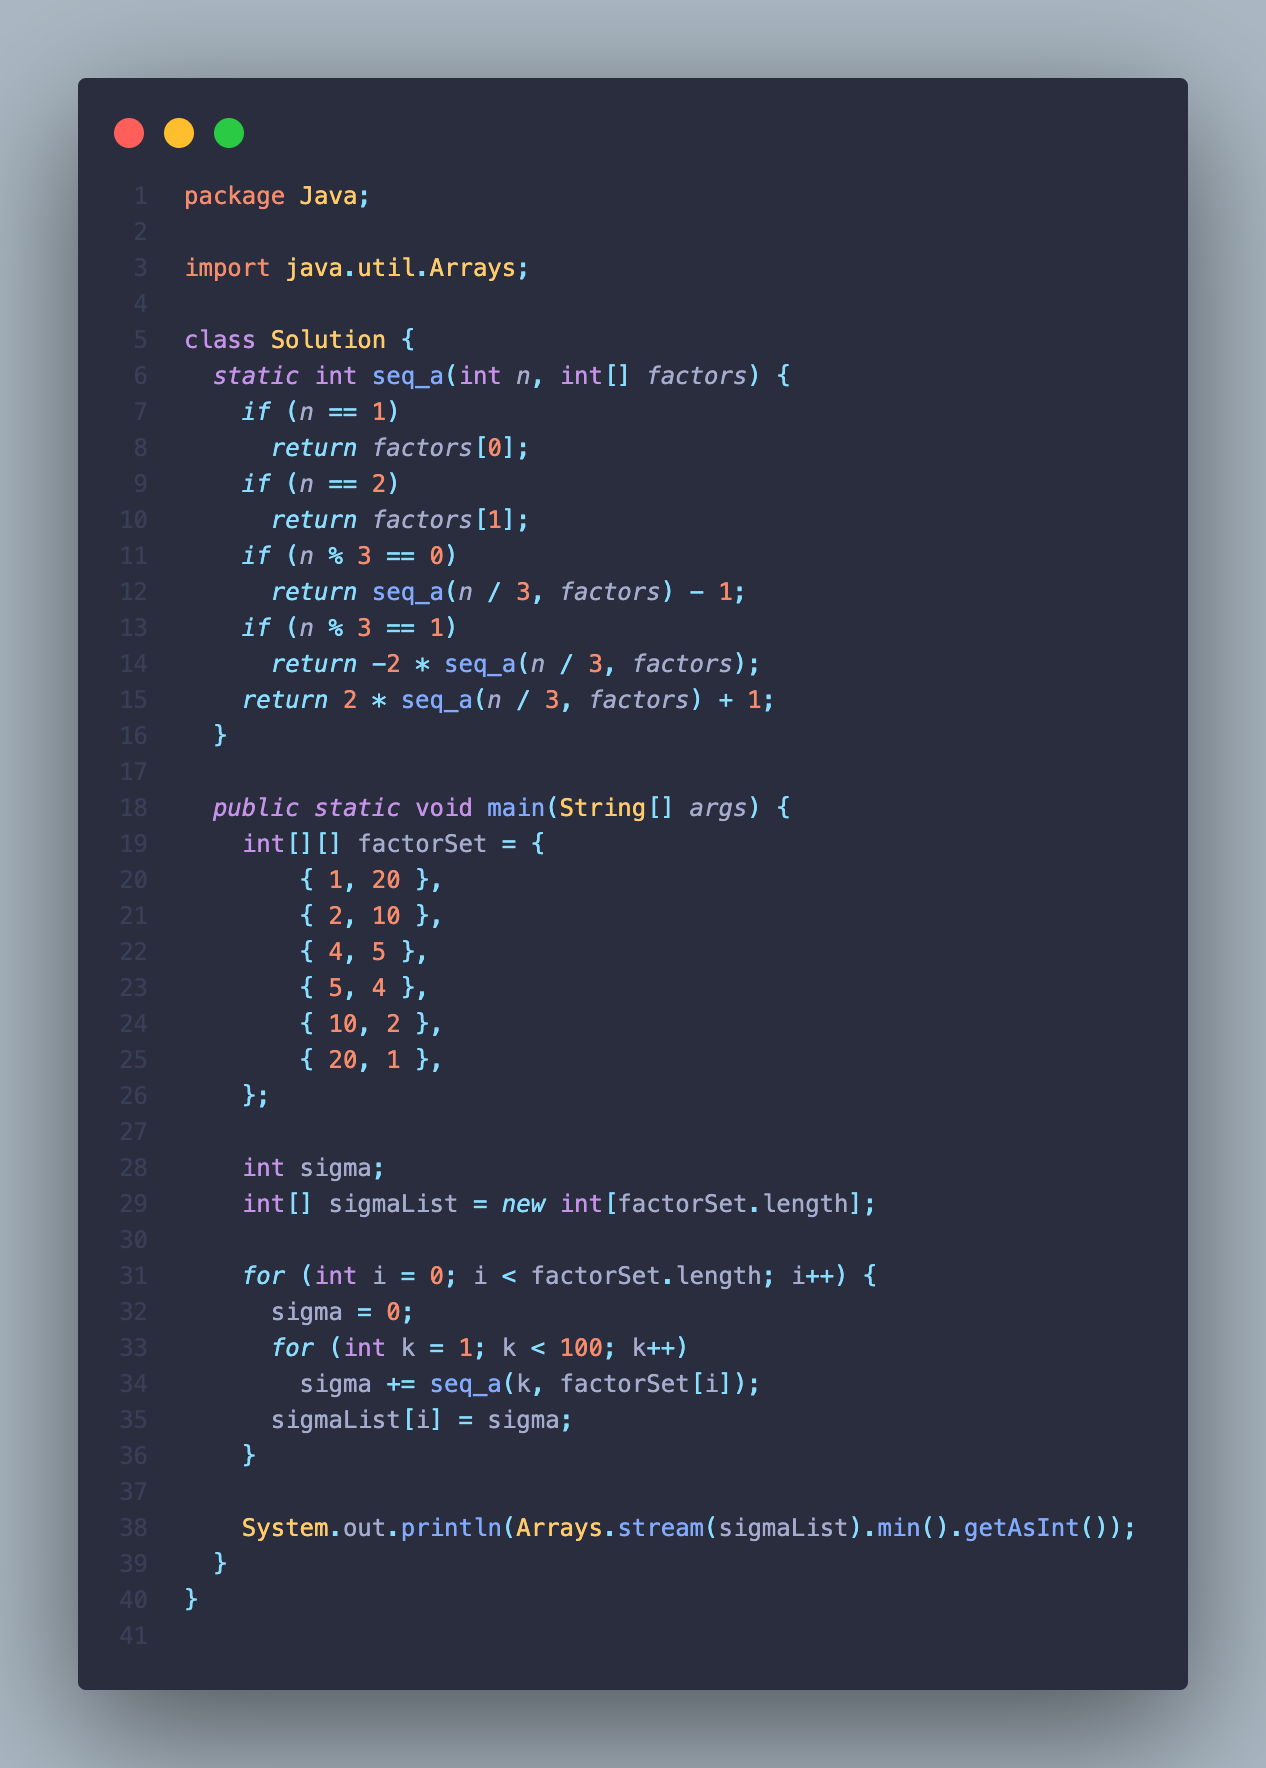 1 package Java;
2
3 import java.util.Arrays;
4
5 class Solution {
6   static int seq_a(int n, int[] factors) {
7     if (n == 1)
8       return factors[0];
9     if (n == 2)
10       return factors[1];
11     if (n % 3 == 0)
12       return seq_a(n / 3, factors) - 1;
13     if (n % 3 == 1)
14       return -2 * seq_a(n / 3, factors);
15     return 2 * seq_a(n / 3, factors) + 1;
16   }
17
18   public static void main(String[] args) {
19     int[][] factorSet = {
20         { 1, 20 },
21         { 2, 10 },
22         { 4, 5 },
23         { 5, 4 },
24         { 10, 2 },
25         { 20, 1 },
26     };
27
28     int sigma;
29     int[] sigmaList = new int[factorSet.length];
30
31     for (int i = 0; i < factorSet.length; i++) {
32       sigma = 0;
33       for (int k = 1; k < 100; k++)
34         sigma += seq_a(k, factorSet[i]);
35       sigmaList[i] = sigma;
36     }
37
38     System.out.println(Arrays.stream(sigmaList).min().getAsInt());
39   }
40 }
41